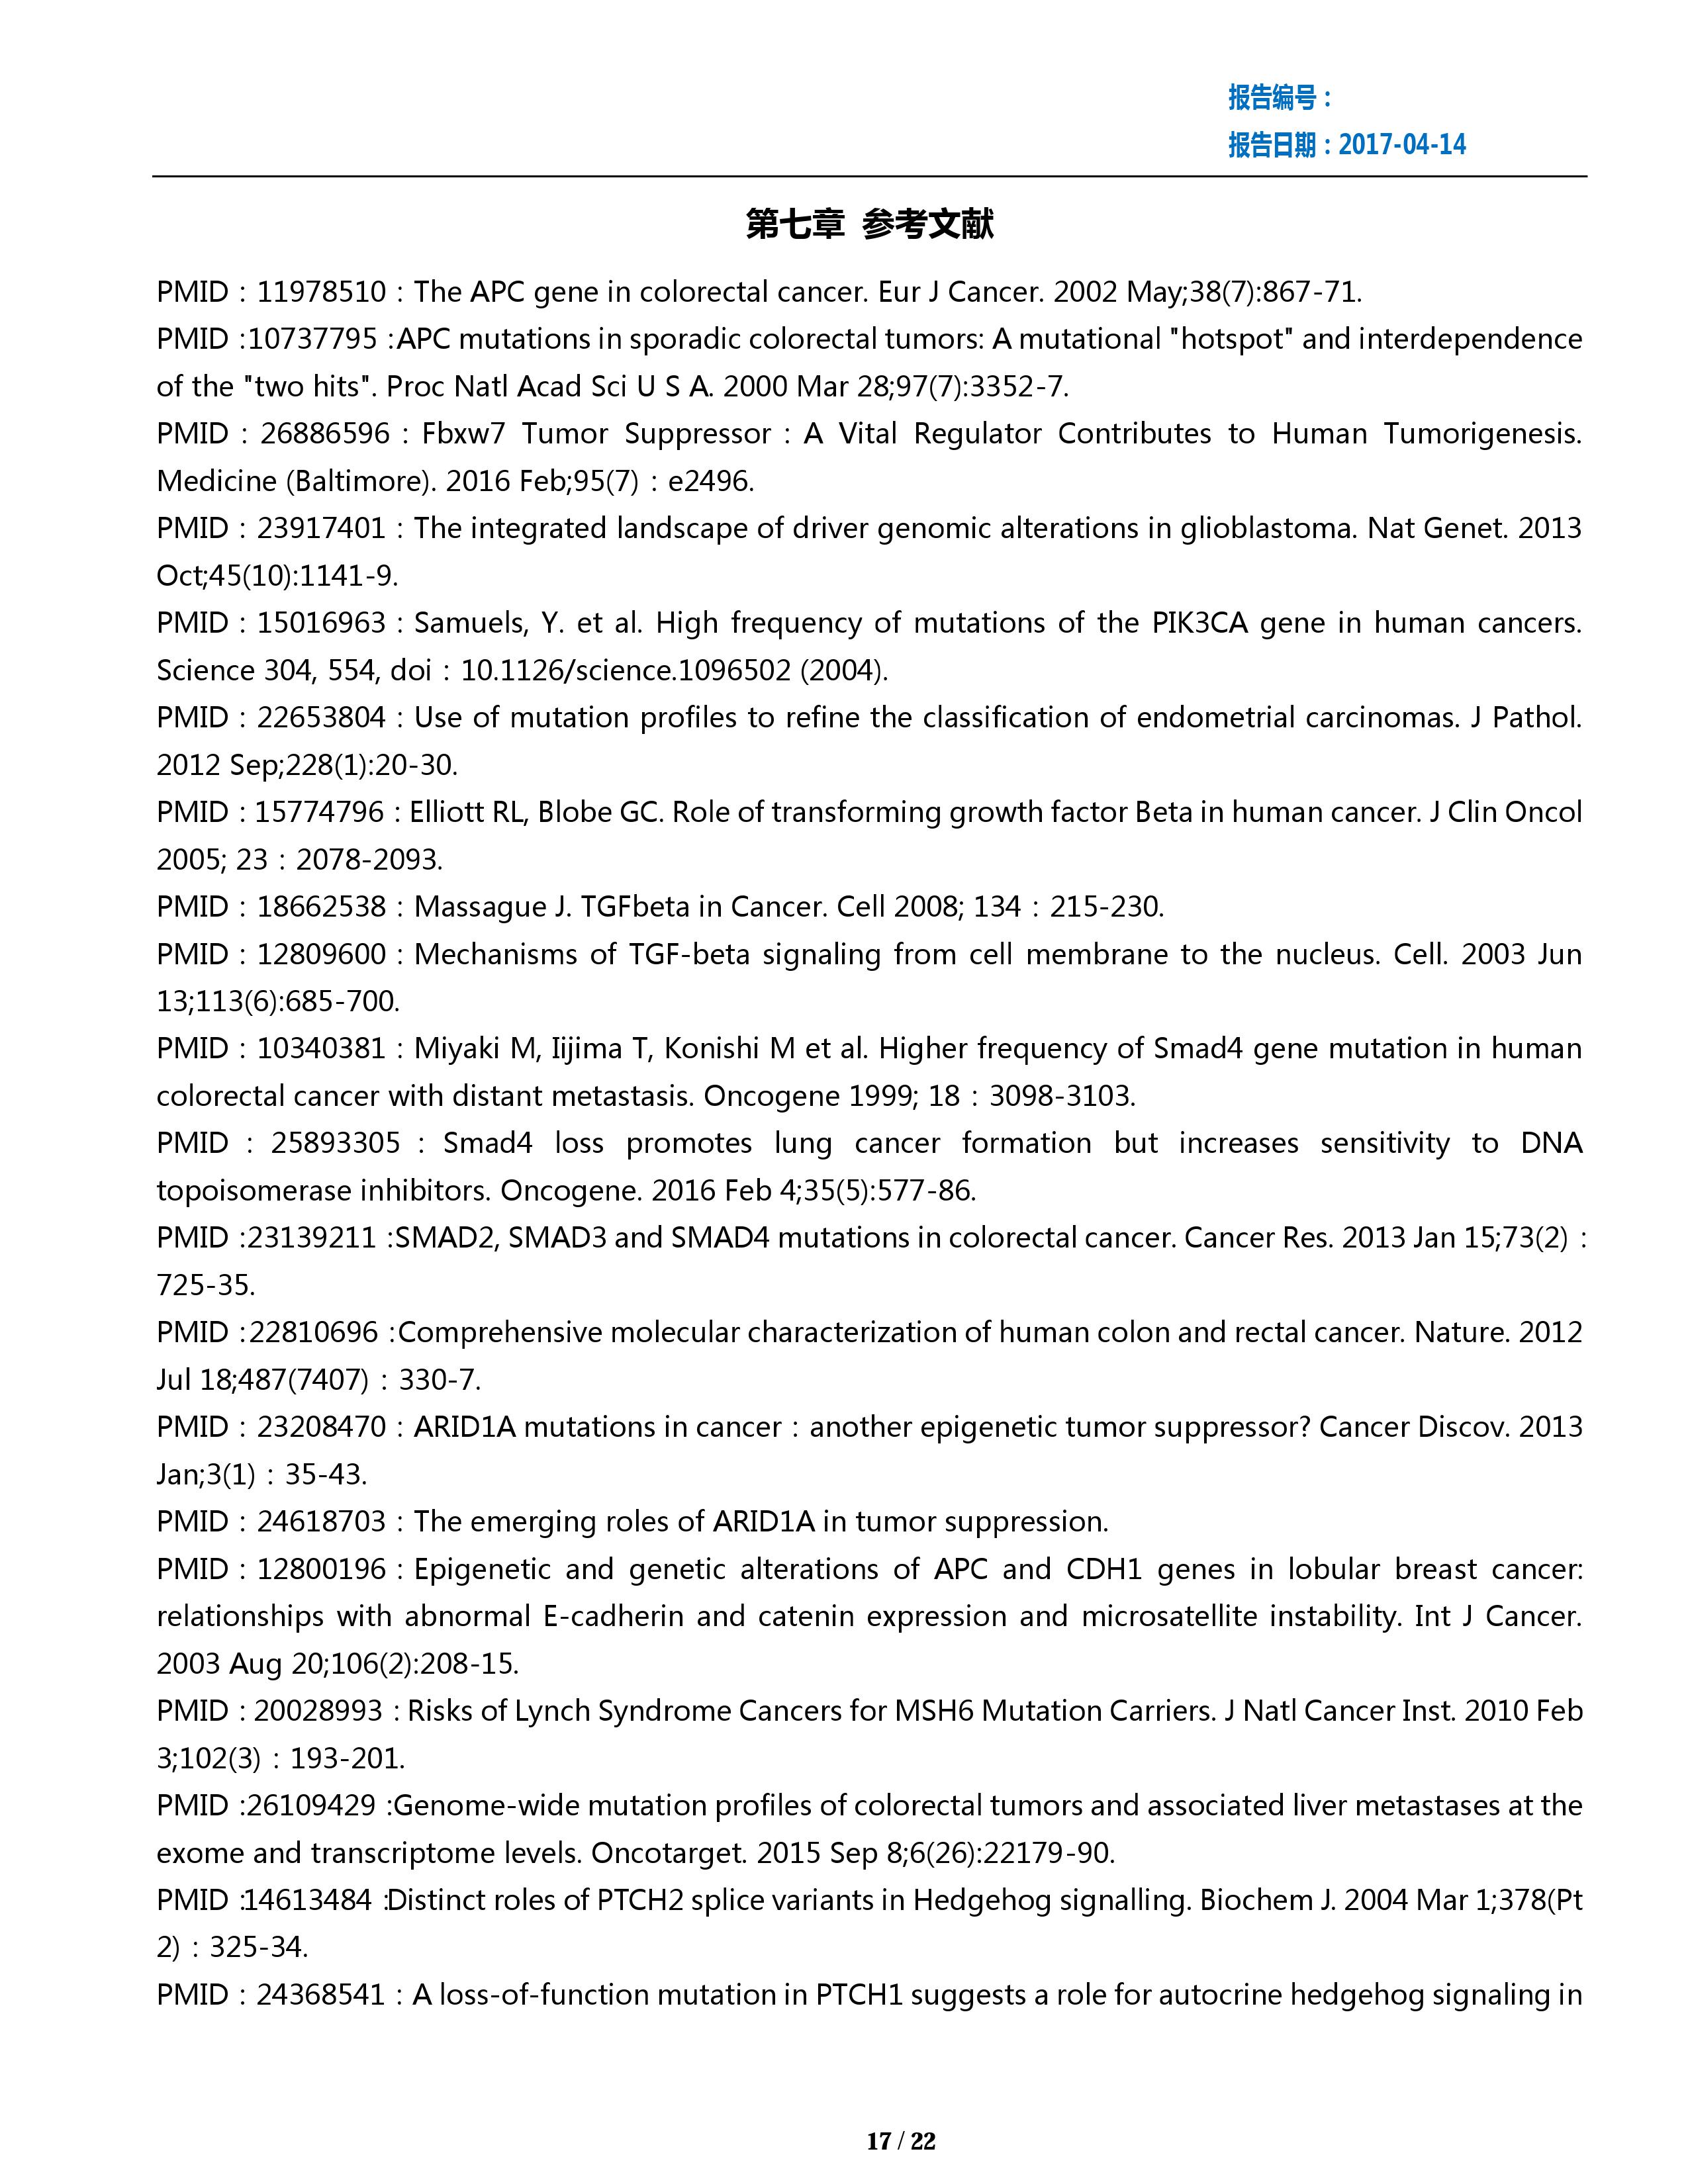 报告编号：
报告日期：2017-04-14
第七章 参考文献
PMID：11978510：The APC gene in colorectal cancer. Eur J Cancer. 2002 May;38(7):867-71.
PMID：10737795：APC mutations in sporadic colorectal tumors: A mutational "hotspot" and interdependence
of the "two hits". Proc Natl Acad Sci U S A. 2000 Mar 28;97(7):3352-7.
PMID：26886596：Fbxw7 Tumor Suppressor：A Vital Regulator Contributes to Human Tumorigenesis.
Medicine (Baltimore). 2016 Feb;95(7)：e2496.
PMID：23917401：The integrated landscape of driver genomic alterations in glioblastoma. Nat Genet. 2013
Oct;45(10):1141-9.
PMID：15016963：Samuels, Y. et al. High frequency of mutations of the PIK3CA gene in human cancers.
Science 304, 554, doi：10.1126/science.1096502 (2004).
PMID：22653804：Use of mutation profiles to refine the classification of endometrial carcinomas. J Pathol.
2012 Sep;228(1):20-30.
PMID：15774796：Elliott RL, Blobe GC. Role of transforming growth factor Beta in human cancer. J Clin Oncol
2005; 23：2078-2093.
PMID：18662538：Massague J. TGFbeta in Cancer. Cell 2008; 134：215-230.
PMID：12809600：Mechanisms of TGF-beta signaling from cell membrane to the nucleus. Cell. 2003 Jun
13;113(6):685-700.
PMID：10340381：Miyaki M, Iijima T, Konishi M et al. Higher frequency of Smad4 gene mutation in human
colorectal cancer with distant metastasis. Oncogene 1999; 18：3098-3103.
PMID：25893305：Smad4 loss promotes lung cancer formation but increases sensitivity to DNA
topoisomerase inhibitors. Oncogene. 2016 Feb 4;35(5):577-86.
PMID：23139211：SMAD2, SMAD3 and SMAD4 mutations in colorectal cancer. Cancer Res. 2013 Jan 15;73(2)：
725-35.
PMID：22810696：Comprehensive molecular characterization of human colon and rectal cancer. Nature. 2012
Jul 18;487(7407)：330-7.
PMID：23208470：ARID1A mutations in cancer：another epigenetic tumor suppressor? Cancer Discov. 2013
Jan;3(1)：35-43.
PMID：24618703：The emerging roles of ARID1A in tumor suppression.
PMID：12800196：Epigenetic and genetic alterations of APC and CDH1 genes in lobular breast cancer:
relationships with abnormal E-cadherin and catenin expression and microsatellite instability. Int J Cancer.
2003 Aug 20;106(2):208-15.
PMID：20028993：Risks of Lynch Syndrome Cancers for MSH6 Mutation Carriers. J Natl Cancer Inst. 2010 Feb
3;102(3)：193-201.
PMID：26109429：Genome-wide mutation profiles of colorectal tumors and associated liver metastases at the
exome and transcriptome levels. Oncotarget. 2015 Sep 8;6(26):22179-90.
PMID：14613484：Distinct roles of PTCH2 splice variants in Hedgehog signalling. Biochem J. 2004 Mar 1;378(Pt
2)：325-34.
PMID：24368541：A loss-of-function mutation in PTCH1 suggests a role for autocrine hedgehog signaling in
17 / 22